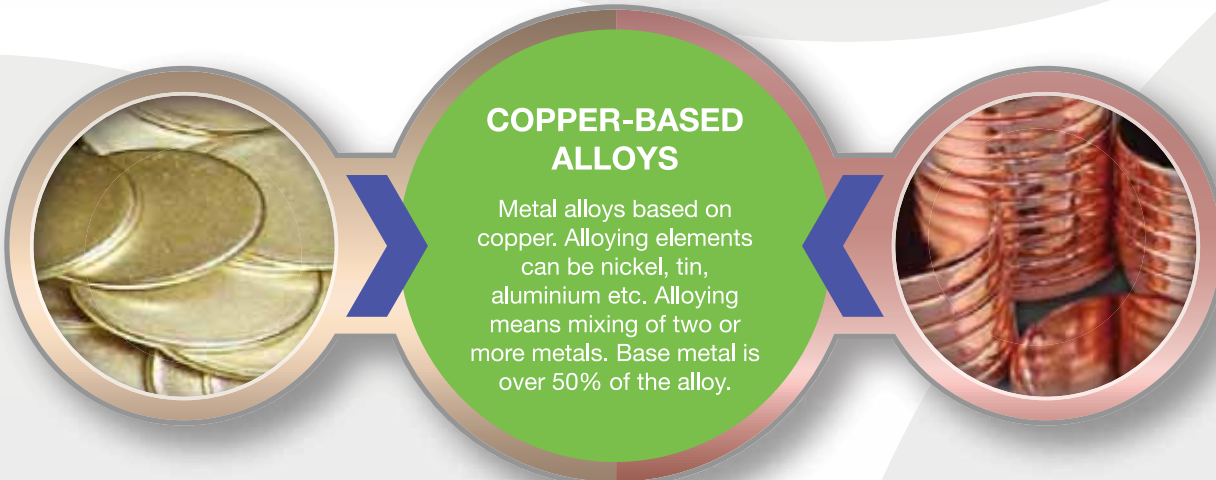 COPPER-BASED
ALLOYS
Metal alloys based on
copper. Alloying elements
can be nickel, tin,
aluminium etc. Alloying
means mixing of two or
more metals. Base metal is
over 50% of the alloy.